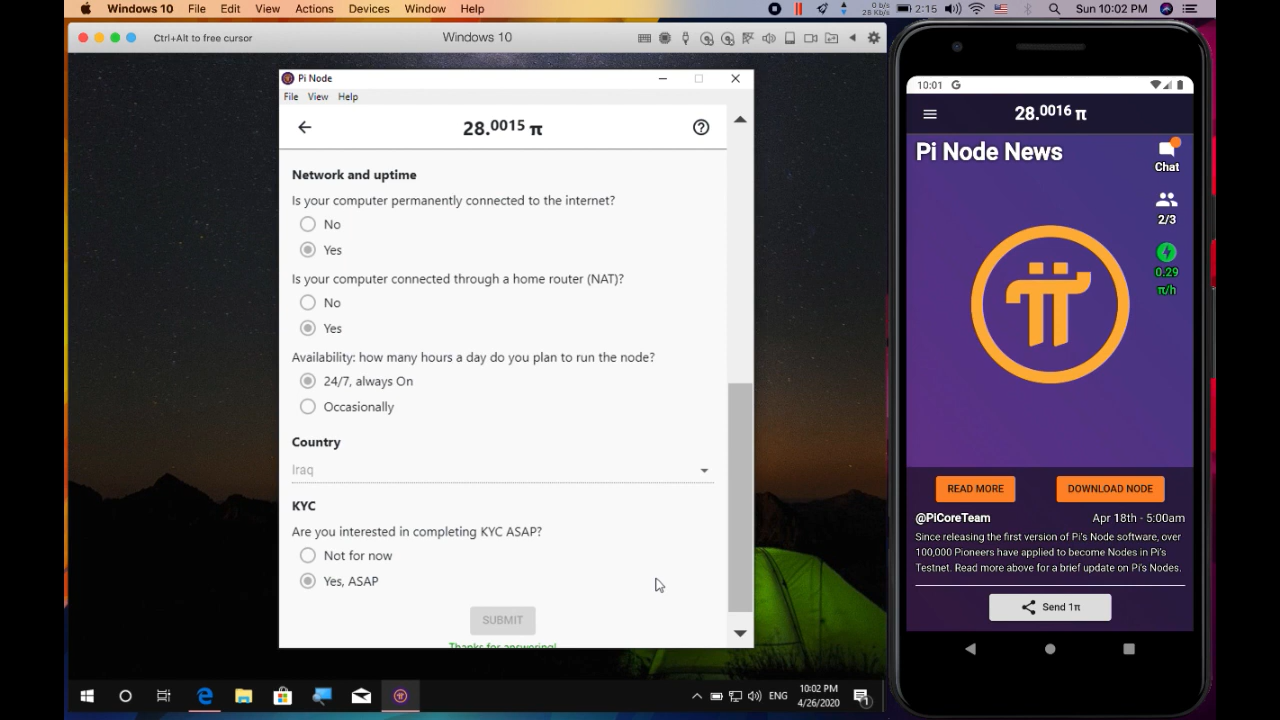 Windows 10 File Edit View Actions Devices Window Help
0 b/s
28 Kb/s
2:15
Sun 10:02 PM
Ctrl+Alt to free cursor
Windows 10
Pi Node
File View Help
28.0015 π
Network and uptime
Is your computer permanently connected to the internet?
No
Yes
Is your computer connected through a home router (NAT)?
No
Yes
Availability: how many hours a day do you plan to run the node?
24/7, always On
Occasionally
Country
Iraq
KYC
Are you interested in completing KYC ASAP?
Not for now
Yes, ASAP
SUBMIT
Thanks for answering!
ENG
10:02 PM
4/26/2020
1
10:01 G
28.0016 π
Pi Node News
Chat
2/3
0.29
π/h
READ MORE
DOWNLOAD NODE
@PiCoreTeam
Apr 18th - 5:00am
Since releasing the first version of Pi's Node software, over
100,000 Pioneers have applied to become Nodes in Pi's
Testnet. Read more above for a brief update on Pi's Nodes.
Send 1π